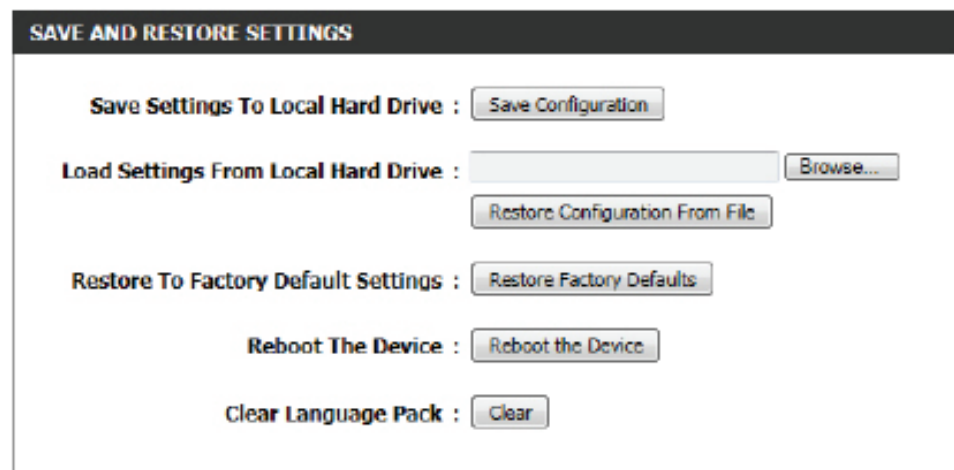 SAVE AND RESTORE SETTINGS
Save Settings To Local Hard Drive : Save Configuration
Load Settings From Local Hard Drive : Browse...
Restore Configuration From File
Restore To Factory Default Settings : Restore Factory Defaults
Reboot The Device : Reboot the Device
Clear Language Pack : Clear